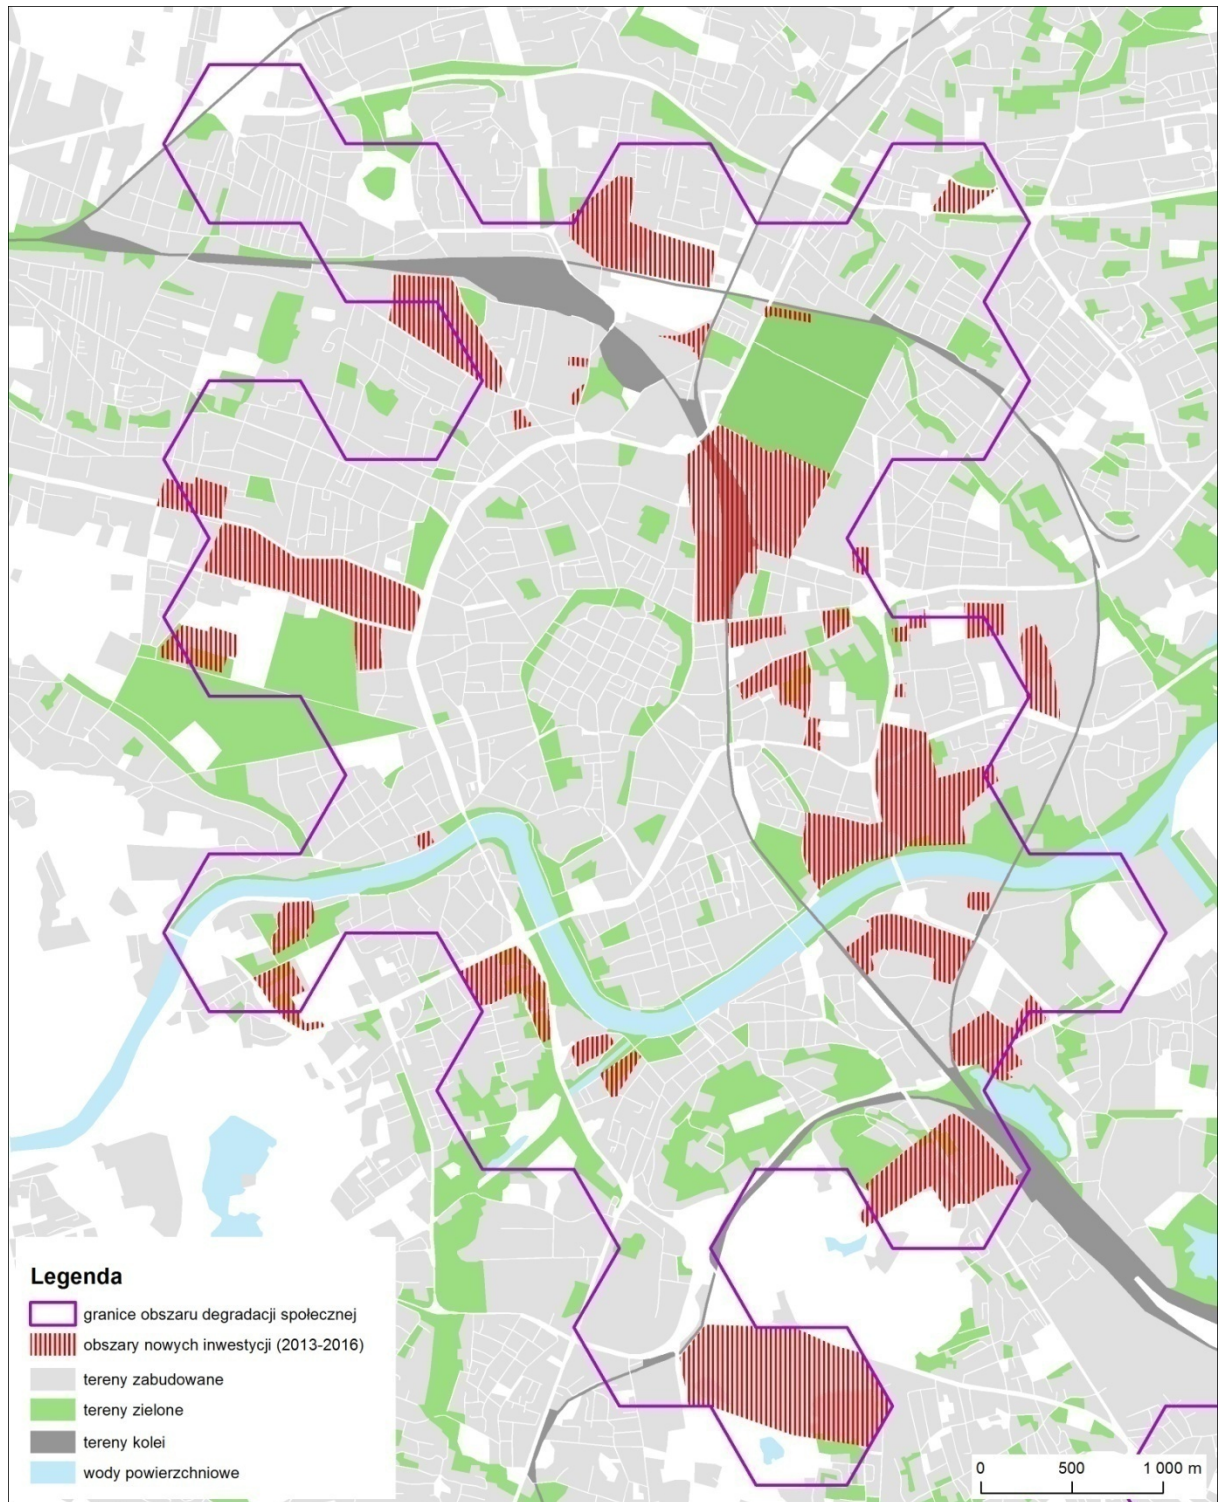 Legenda
granice obszaru degradacji społecznej
obszary nowych inwestycji (2013-2016)
tereny zabudowane
tereny zielone
tereny kolei
wody powierzchniowe
0 500 1 000 m